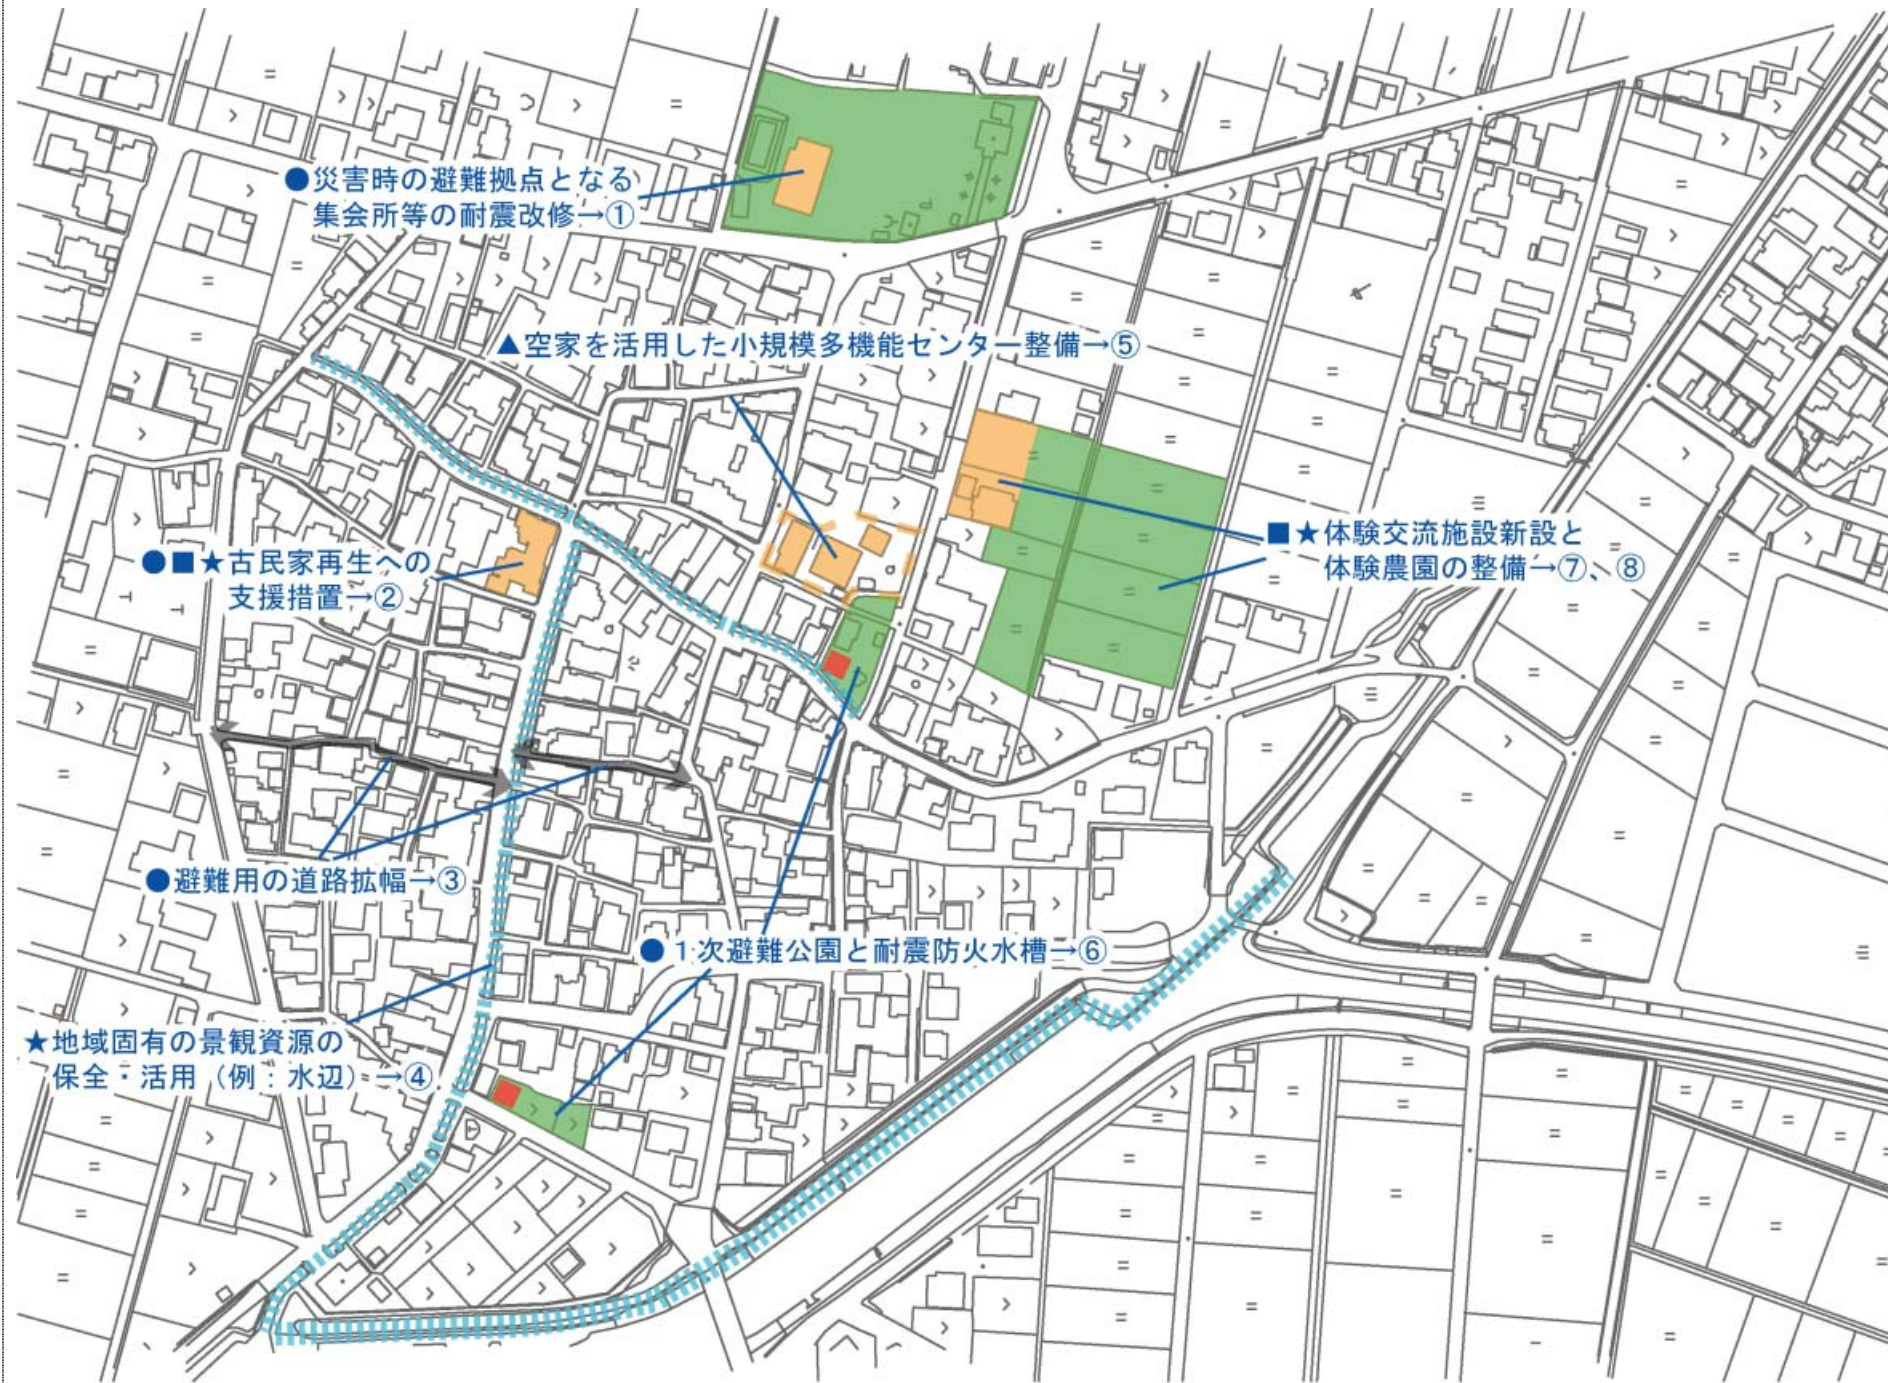 ●災害時の避難拠点となる
集会所等の耐震改修→①
▲空家を活用した小規模多機能センター整備→⑤
■★体験交流施設新設と
体験農園の整備→⑦、⑧
●■★古民家再生への
支援措置→②
●避難用の道路拡幅→③
●１次避難公園と耐震防火水槽→⑥
★地域固有の景観資源の
保全・活用（例：水辺）→④